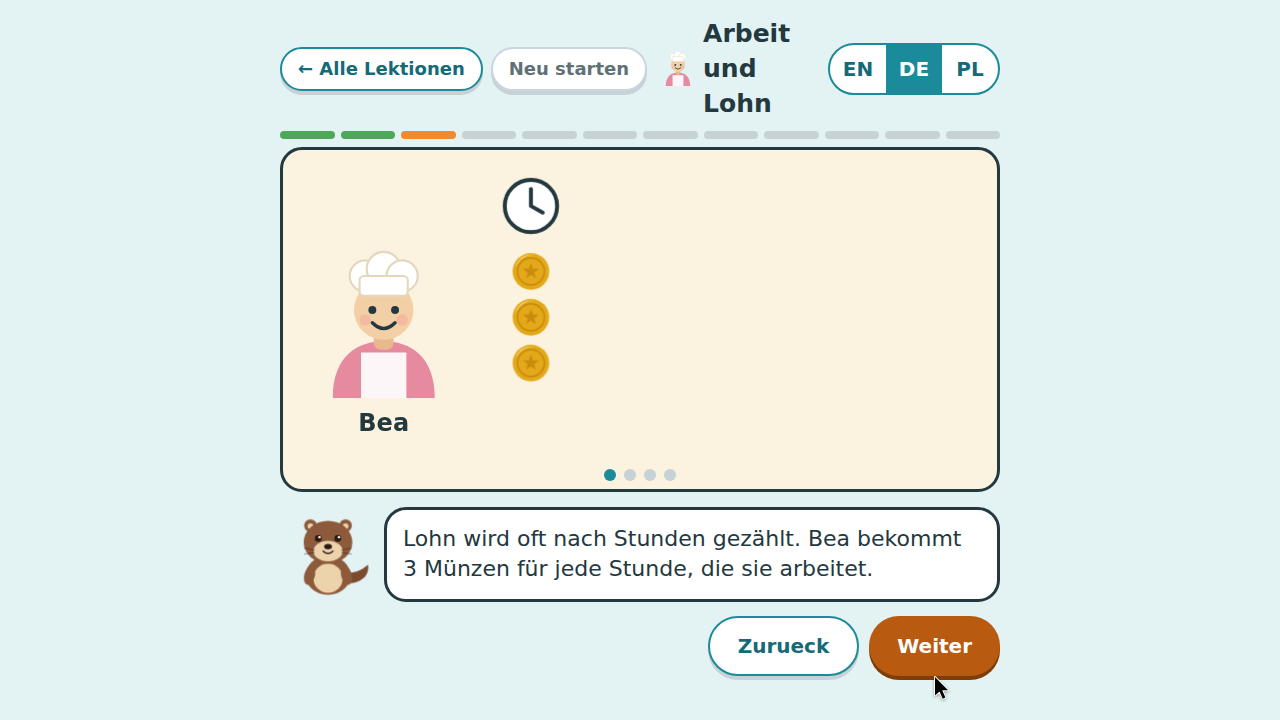 ← Alle Lektionen
Neu starten
Arbeit
und
Lohn
EN
DE
PL
Bea
Lohn wird oft nach Stunden gezählt. Bea bekommt
3 Münzen für jede Stunde, die sie arbeitet.
Zurueck
Weiter